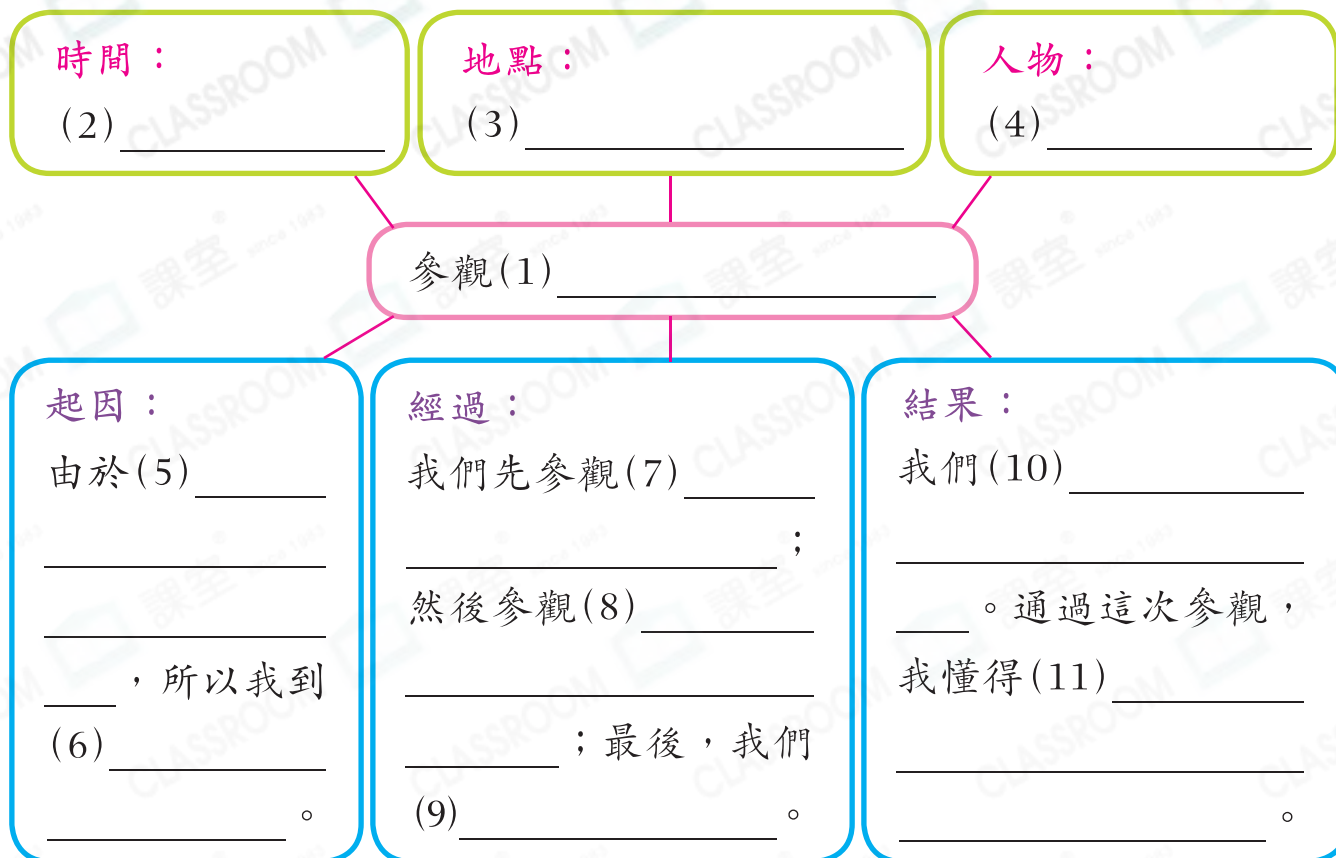 時間：
(2)
地點：
(3)
人物：
(4)
參觀(1)
起因：
由於(5)
，所以我到
(6)
。
經過：
我們先參觀(7)
；
然後參觀(8)
；最後，我們
(9)
。
結果：
我們(10)
。通過這次參觀，
我懂得(11)
。
課室 since 1983
CLASSROOM